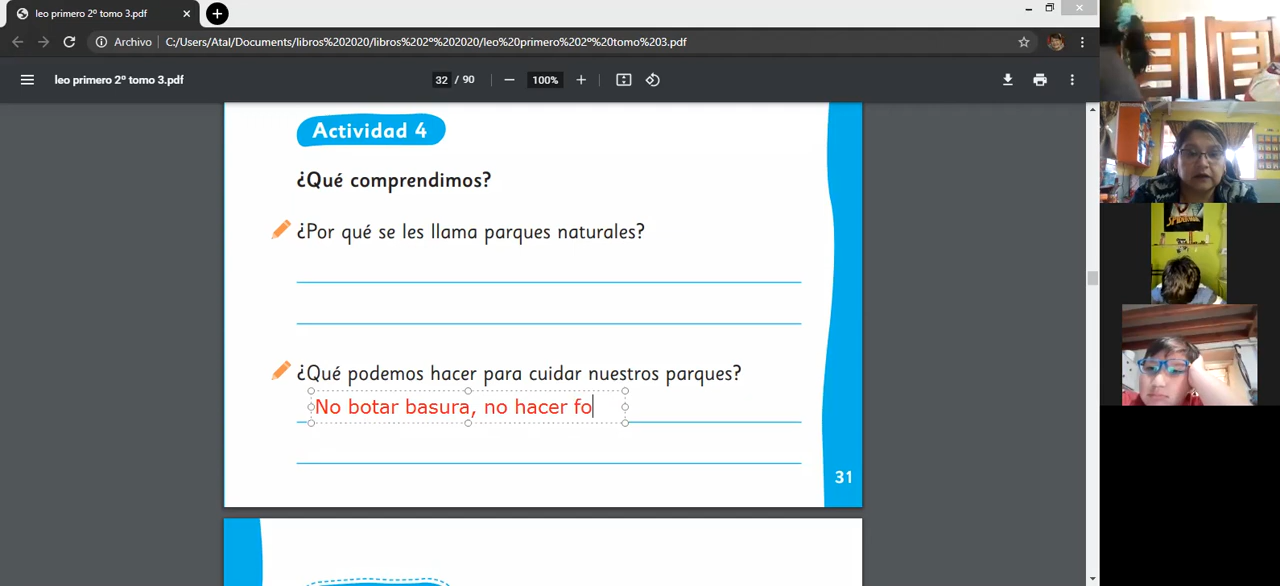 leo primero 2º tomo 3.pdf
Archivo
C:/Users/Atal/Documents/libros%202020/libros%202º%202020/leo%20primero%202º%20tomo%203.pdf
leo primero 2º tomo 3.pdf
32 / 90
100%
Actividad 4
¿Qué comprendimos?
¿Por qué se les llama parques naturales?
¿Qué podemos hacer para cuidar nuestros parques?
No botar basura, no hacer fo
31